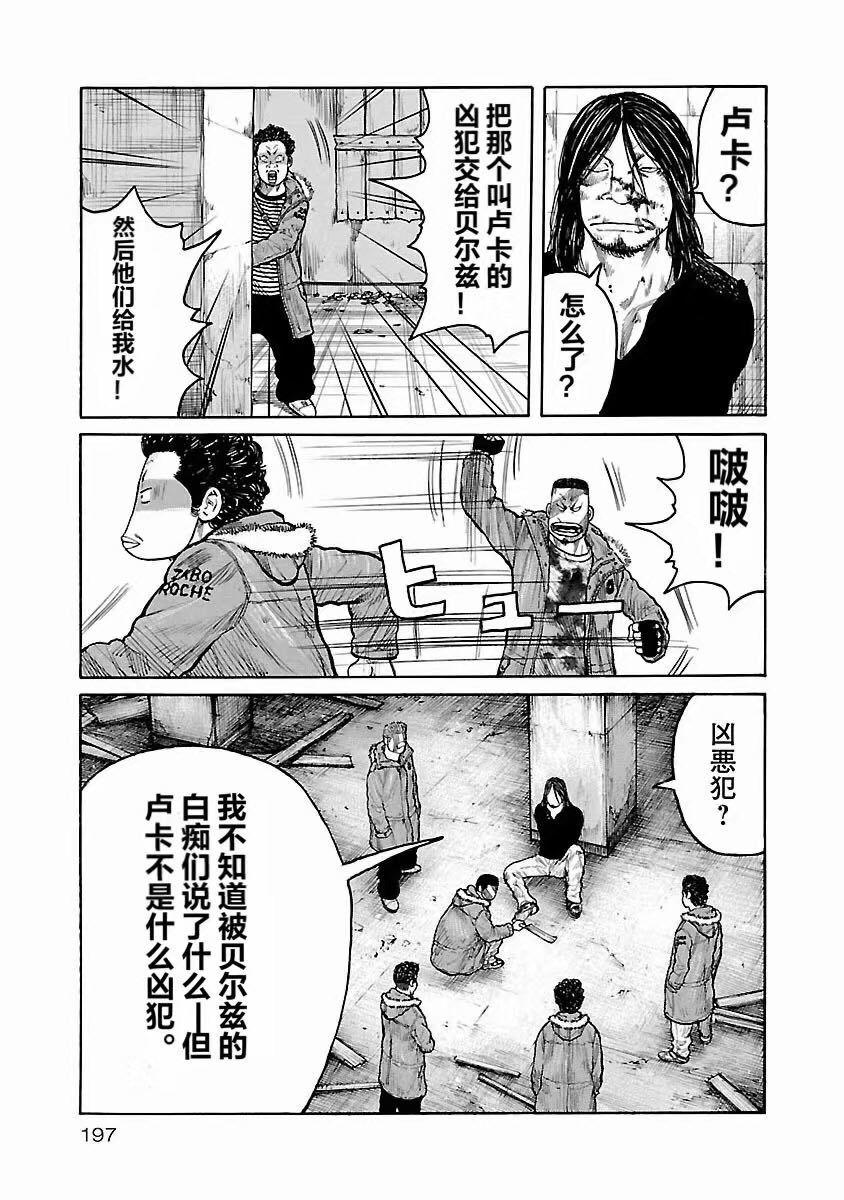 卢卡？
怎么了？
把那个叫卢卡的
凶犯交给贝尔兹
！
然后他们给我水！
啵啵！
ZABO
ROCHE
ヒュー
凶悪犯？
我不知道被贝尔兹的
白痴们说了什么—但
卢卡不是什么凶犯。
197